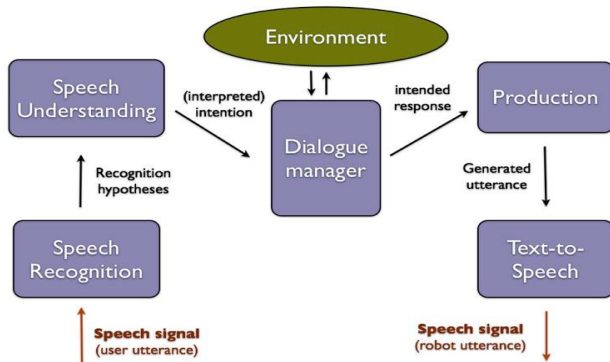 Environment
Speech
Understanding
(interpreted)
intention
intended
response
Production
Dialogue
manager
Recognition
hypotheses
Generated
utterance
Speech
Recognition
Text-to-
Speech
Speech signal
(user utterance)
Speech signal
(robot utterance)